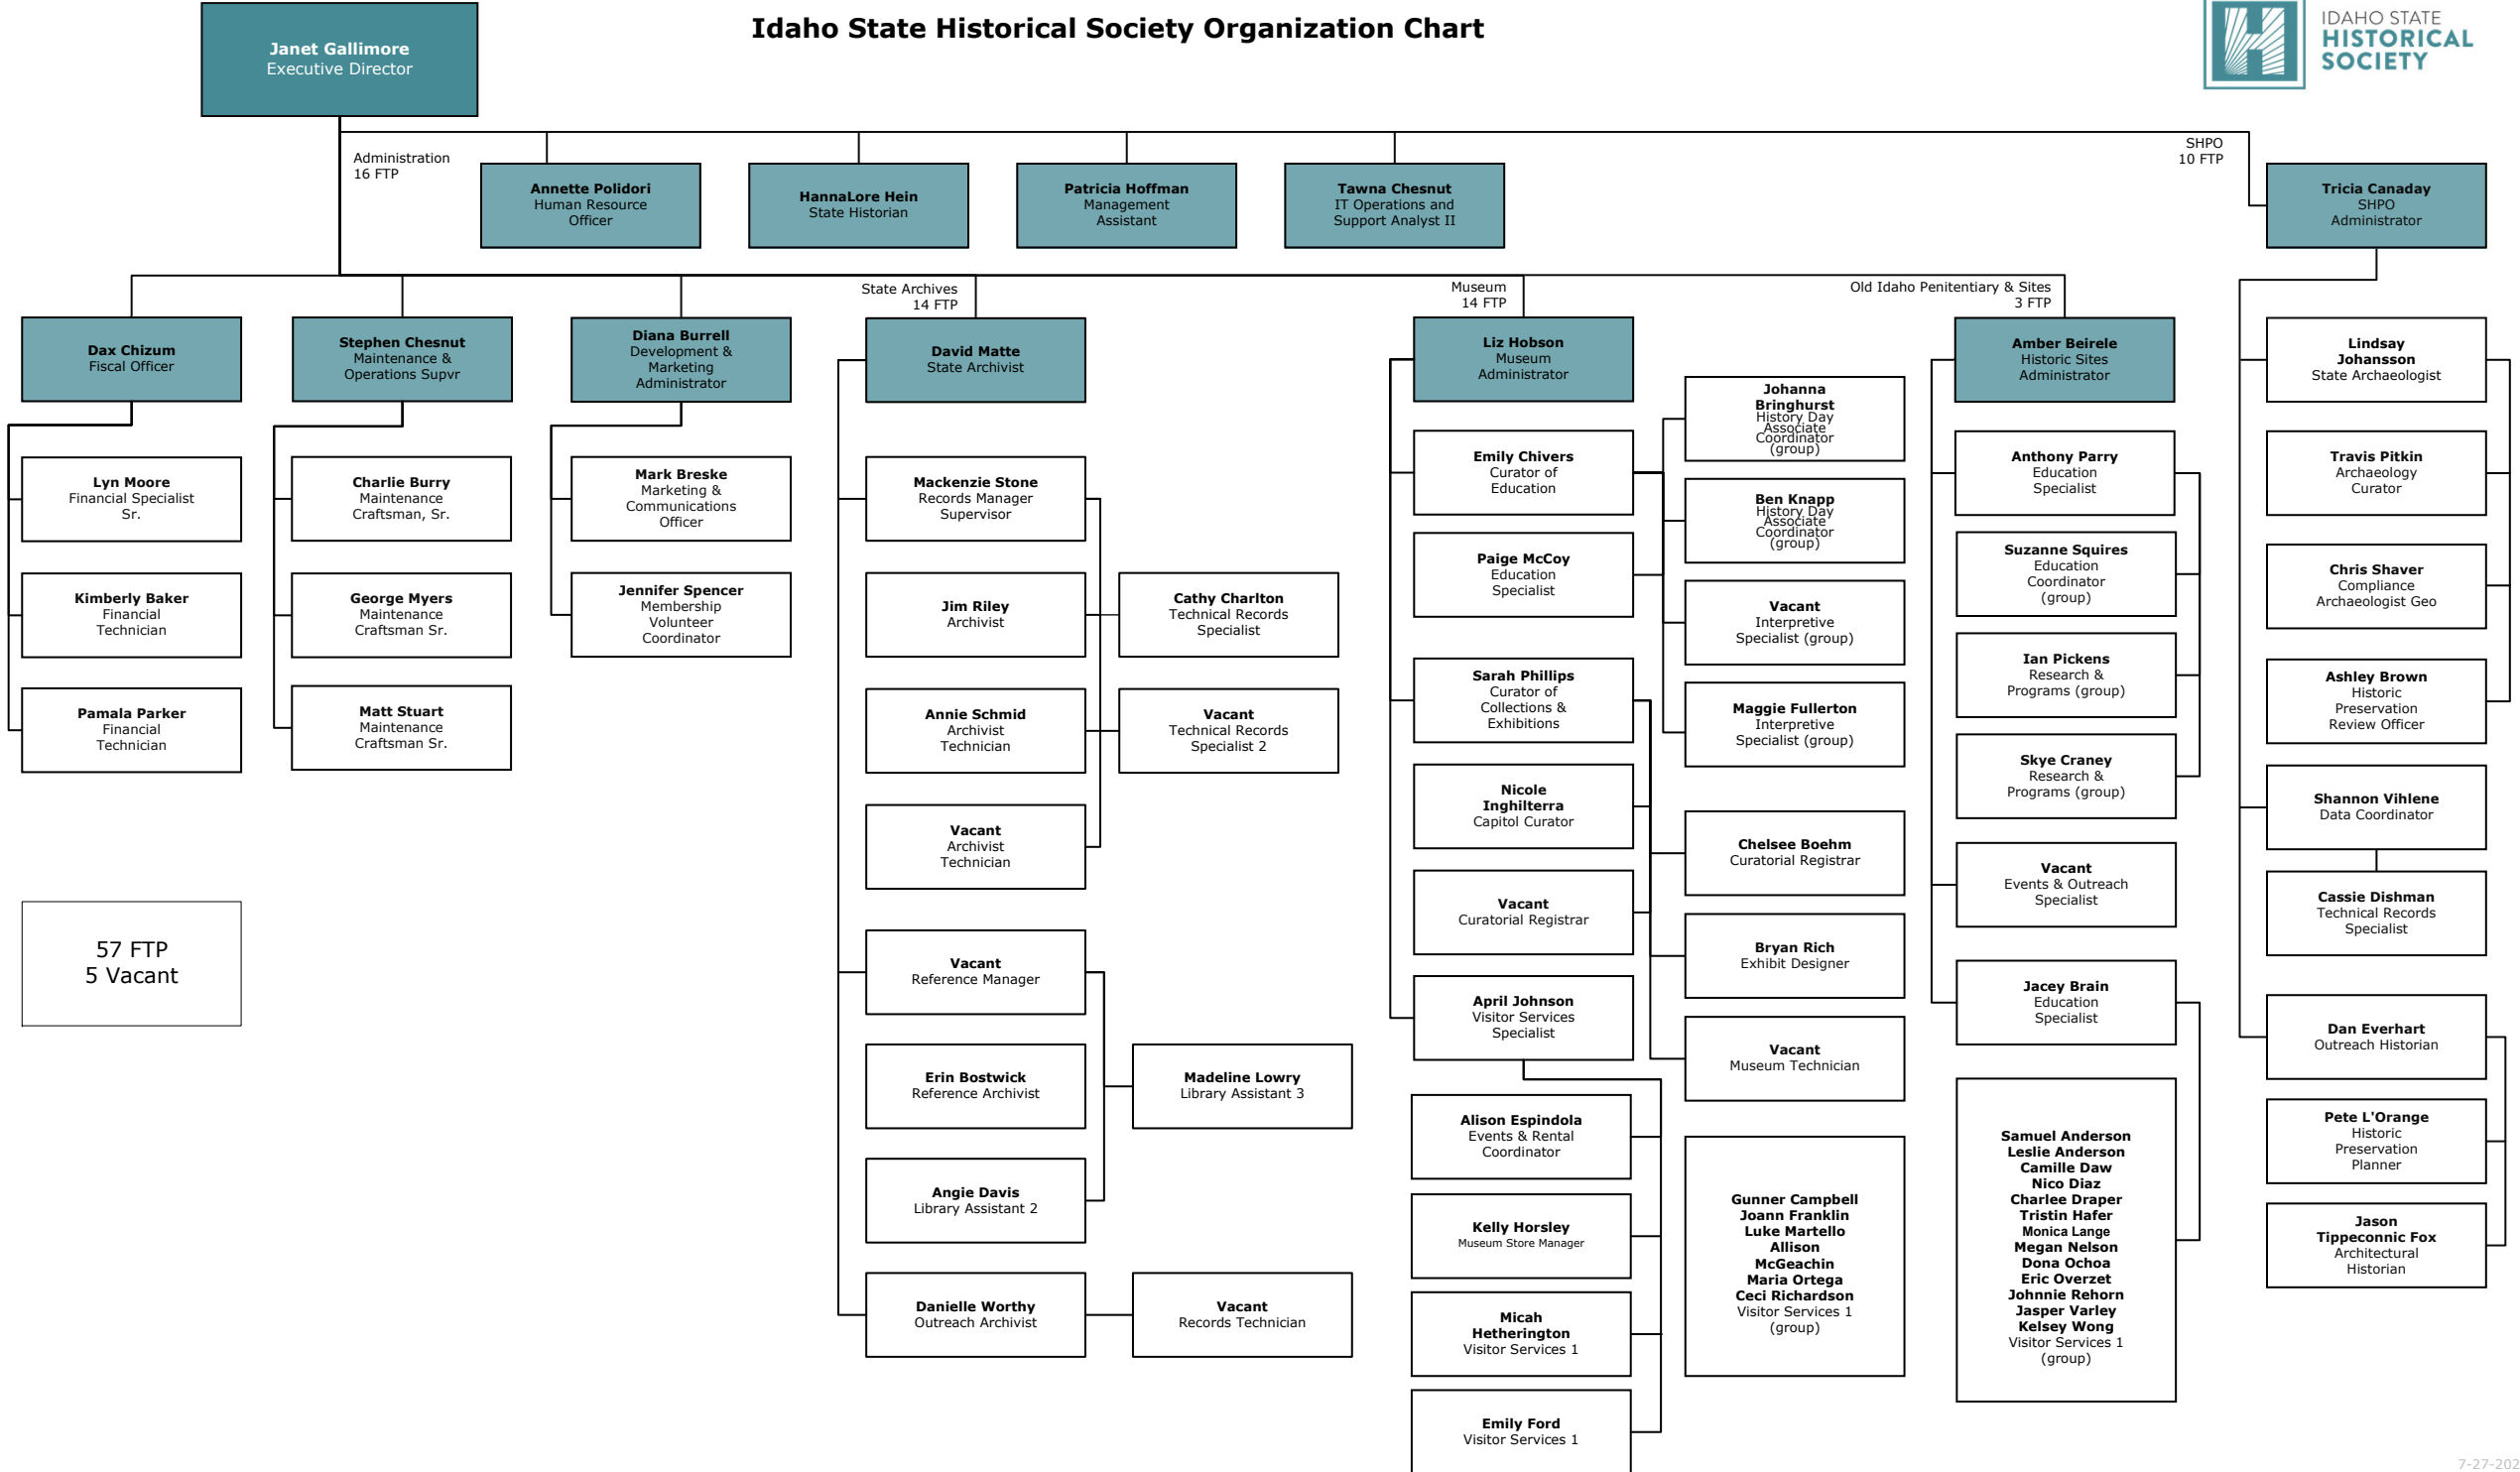 Idaho State Historical Society Organization Chart
IDAHO STATE
HISTORICAL
SOCIETY
Janet Gallimore
Executive Director
Administration
16 FTP
SHPO
10 FTP
Annette Polidori
Human Resource
Officer
HannaLore Hein
State Historian
Patricia Hoffman
Management
Assistant
Tawna Chesnut
IT Operations and
Support Analyst II
Tricia Canaday
SHPO
Administrator
State Archives
14 FTP
Museum
14 FTP
Old Idaho Penitentiary & Sites
3 FTP
Dax Chizum
Fiscal Officer
Lyn Moore
Financial Specialist
Sr.
Kimberly Baker
Financial
Technician
Pamala Parker
Financial
Technician
57 FTP
5 Vacant
Stephen Chesnut
Maintenance &
Operations Supvr
Charlie Burry
Maintenance
Craftsman, Sr.
George Myers
Maintenance
Craftsman Sr.
Matt Stuart
Maintenance
Craftsman Sr.
Diana Burrell
Development &
Marketing
Administrator
Mark Breske
Marketing &
Communications
Officer
Jennifer Spencer
Membership
Volunteer
Coordinator
David Matte
State Archivist
Mackenzie Stone
Records Manager
Supervisor
Jim Riley
Archivist
Cathy Charlton
Technical Records
Specialist
Annie Schmid
Archivist
Technician
Vacant
Technical Records
Specialist 2
Vacant
Archivist
Technician
Vacant
Reference Manager
Erin Bostwick
Reference Archivist
Madeline Lowry
Library Assistant 3
Angie Davis
Library Assistant 2
Danielle Worthy
Outreach Archivist
Vacant
Records Technician
Liz Hobson
Museum
Administrator
Emily Chivers
Curator of
Education
Paige McCoy
Education
Specialist
Sarah Phillips
Curator of
Collections &
Exhibitions
Nicole
Inghilterra
Capitol Curator
Vacant
Curatorial Registrar
April Johnson
Visitor Services
Specialist
Alison Espindola
Events & Rental
Coordinator
Kelly Horsley
Museum Store Manager
Micah
Hetherington
Visitor Services 1
Emily Ford
Visitor Services 1
Johanna
Bringhurst
History Day
Associate
Coordinator
(group)
Ben Knapp
History Day
Associate
Coordinator
(group)
Vacant
Interpretive
Specialist (group)
Maggie Fullerton
Interpretive
Specialist (group)
Chelsee Boehm
Curatorial Registrar
Bryan Rich
Exhibit Designer
Vacant
Museum Technician
Gunner Campbell
Joann Franklin
Luke Martello
Allison
McGeachin
Maria Ortega
Ceci Richardson
Visitor Services 1
(group)
Amber Beirele
Historic Sites
Administrator
Anthony Parry
Education
Specialist
Suzanne Squires
Education
Coordinator
(group)
Ian Pickens
Research &
Programs (group)
Skye Craney
Research &
Programs (group)
Vacant
Events & Outreach
Specialist
Jacey Brain
Education
Specialist
Samuel Anderson
Leslie Anderson
Camille Daw
Nico Diaz
Charlee Draper
Tristin Hafer
Monica Lange
Megan Nelson
Dona Ochoa
Eric Overzet
Johnnie Rehorn
Jasper Varley
Kelsey Wong
Visitor Services 1
(group)
Lindsay
Johansson
State Archaeologist
Travis Pitkin
Archaeology
Curator
Chris Shaver
Compliance
Archaeologist Geo
Ashley Brown
Historic
Preservation
Review Officer
Shannon Vihlene
Data Coordinator
Cassie Dishman
Technical Records
Specialist
Dan Everhart
Outreach Historian
Pete L'Orange
Historic
Preservation
Planner
Jason
Tippeconnic Fox
Architectural
Historian
7-27-202